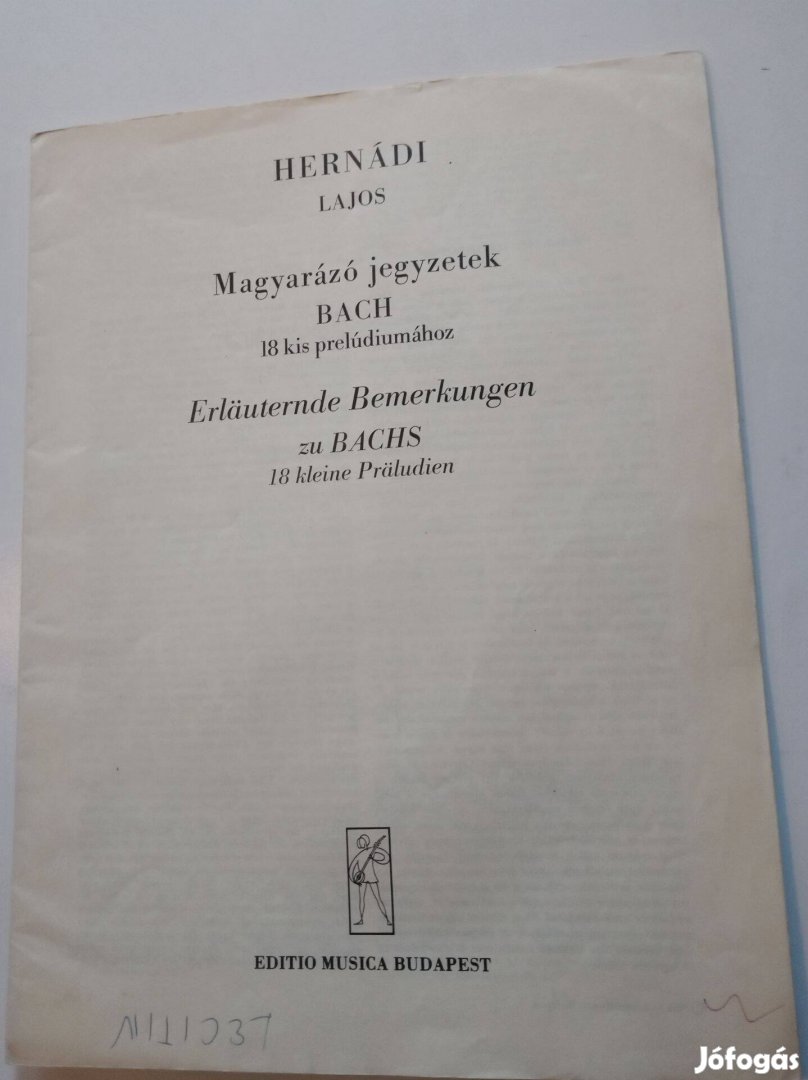 HERNÁDI
LAJOS
Magyarázó jegyzetek
BACH
18 kis prelúdiumához
Erläuternde Bemerkungen
zu BACHS
18 kleine Präludien
EDITIO MUSICA BUDAPEST
LECITIN
Jófogás